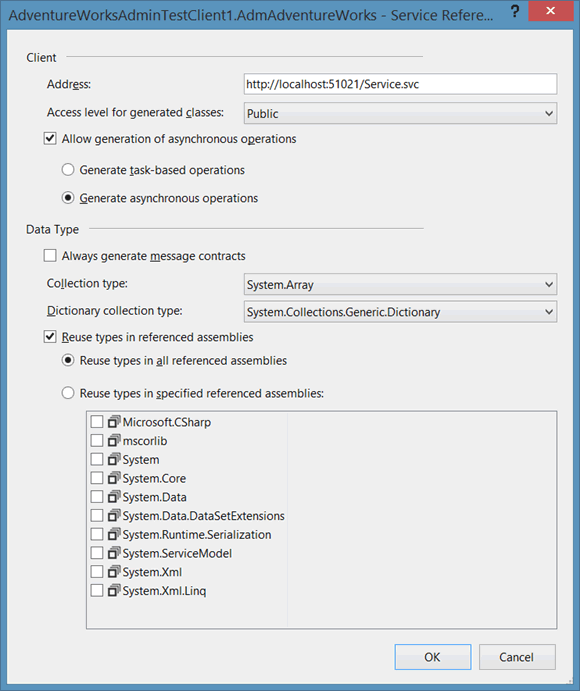 AdventureWorksAdminTestClient1.AdmAdventureWorks - Service Refere... ?
Client
Address: http://localhost:51021/Service.svc
Access level for generated classes: Public
Allow generation of asynchronous operations
Generate task-based operations
Generate asynchronous operations
Data Type
Always generate message contracts
Collection type: System.Array
Dictionary collection type: System.Collections.Generic.Dictionary
Reuse types in referenced assemblies
Reuse types in all referenced assemblies
Reuse types in specified referenced assemblies:
Microsoft.CSharp
mscorlib
System
System.Core
System.Data
System.Data.DataSetExtensions
System.Runtime.Serialization
System.ServiceModel
System.Xml
System.Xml.Linq
OK Cancel